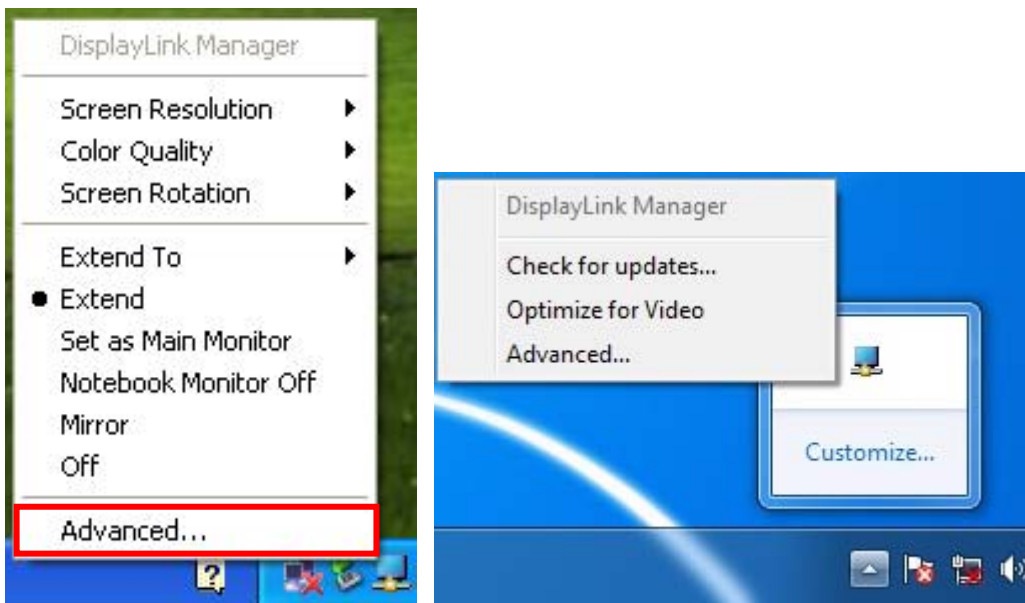 DisplayLink Manager
Screen Resolution
Color Quality
Screen Rotation
Extend To
Extend
Set as Main Monitor
Notebook Monitor Off
Mirror
Off
Advanced...
?
DisplayLink Manager
Check for updates...
Optimize for Video
Advanced...
Customize...